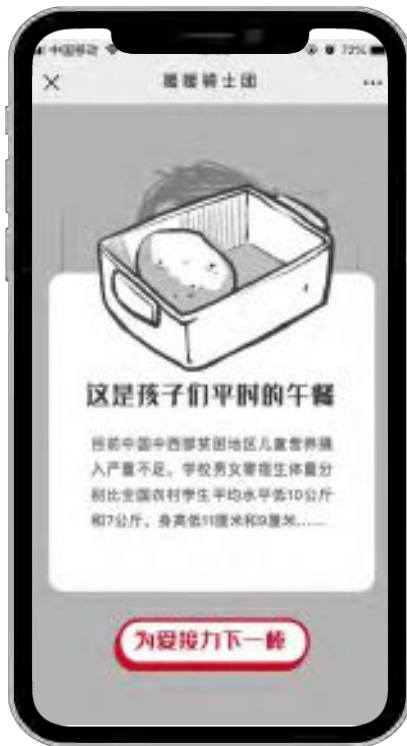 中国移动 72%
暖暖骑士团
这是孩子们平时的午餐
目前中国中西部贫困地区儿童营养摄
入严重不足。学校男女寄宿生体重分
别比全国农村学生平均水平低10公斤
和7公斤，身高低11厘米和9厘米……
为爱接力下一棒